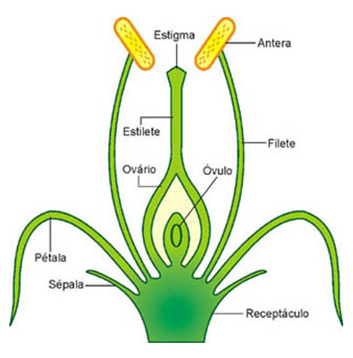 Estigma
Antera
Estilete
Filete
Ovário
Óvulo
Pétala
Sépala
Receptáculo